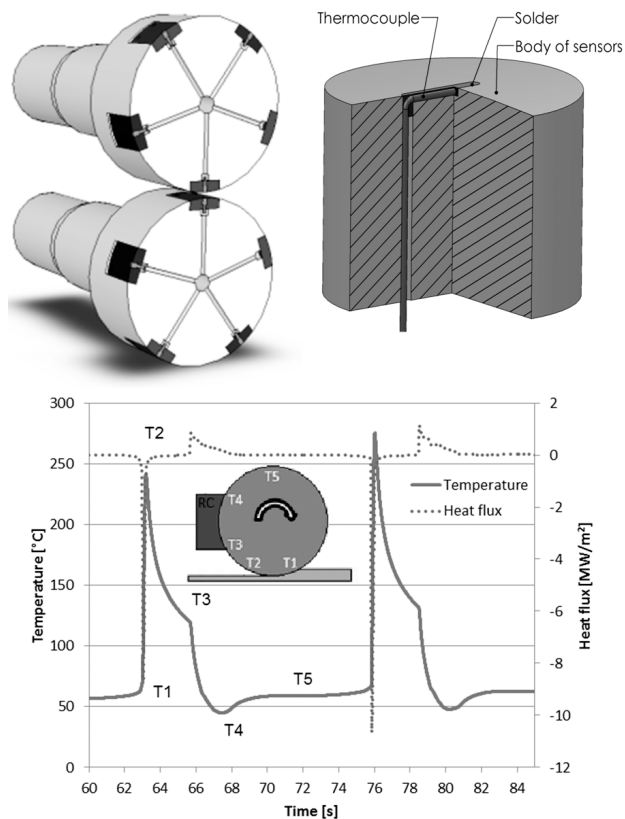 Thermocouple
Solder
Body of sensors
300
250
200
150
100
50
0
Temperature [°C]
2
0
-2
-4
-6
-8
-10
-12
Heat flux [MW/m²]
T2
T5
RC
T4
T3
T2
T1
Temperature
Heat flux
T3
T1
T5
T4
60 62 64 66 68 70 72 74 76 78 80 82 84
Time [s]